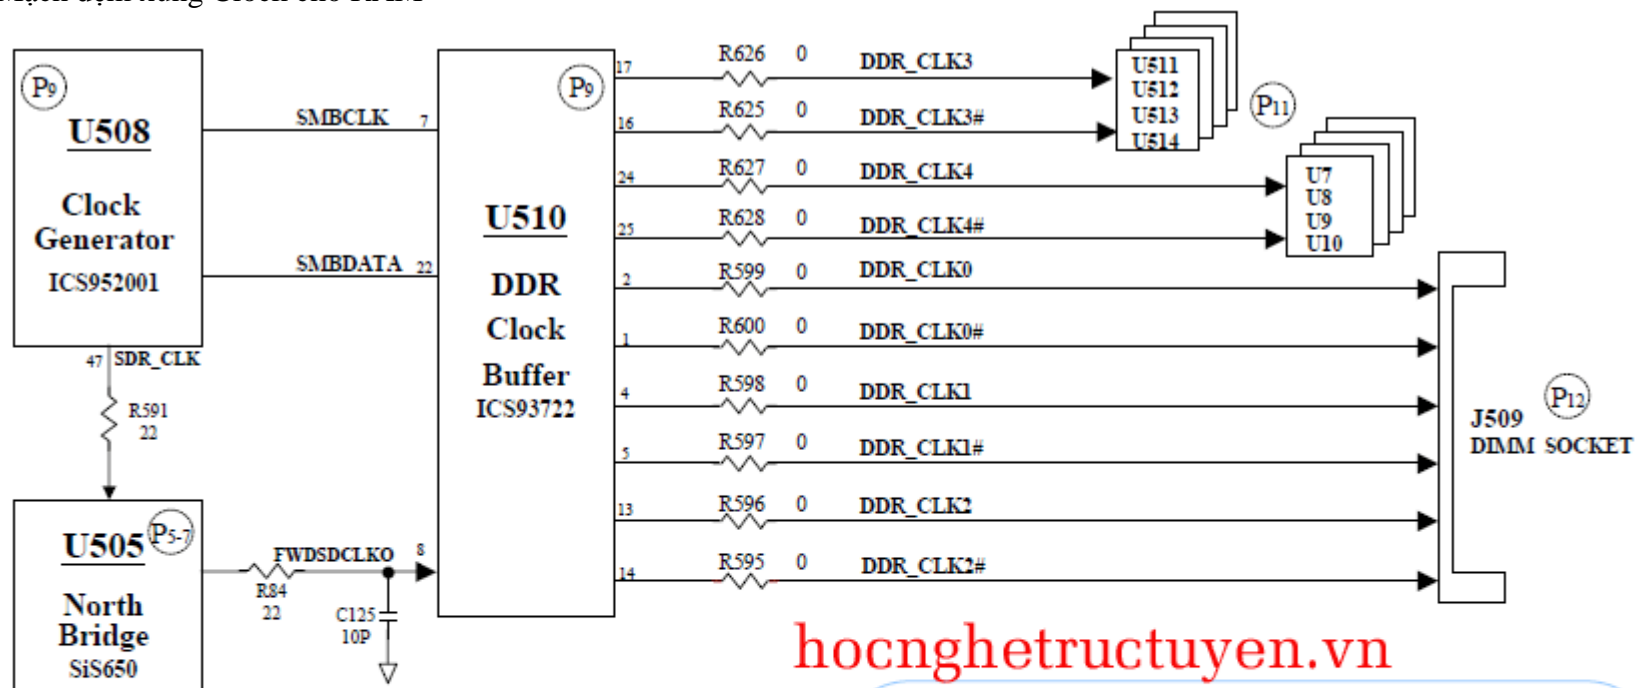 Clock cho RAM
P9
U508
Clock
Generator
ICS952001
SMBCLK 7
SMBDATA 22
47 SDR_CLK
R591
22
U505 P5-7
North
Bridge
SiS650
FWDSDCLKO 8
R84
22
C125
10P
P9
U510
DDR
Clock
Buffer
ICS93722
17 R626 0 DDR_CLK3
16 R625 0 DDR_CLK3#
24 R627 0 DDR_CLK4
25 R628 0 DDR_CLK4#
2 R599 0 DDR_CLK0
1 R600 0 DDR_CLK0#
4 R598 0 DDR_CLK1
5 R597 0 DDR_CLK1#
13 R596 0 DDR_CLK2
14 R595 0 DDR_CLK2#
U511
U512
U513
U514
P11
U7
U8
U9
U10
P12
J509
DIMM SOCKET
hocnghetructuyen.vn